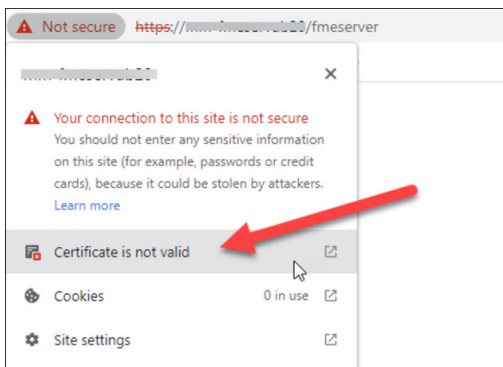 Not secure https:// /fmeserver
Your connection to this site is not secure
You should not enter any sensitive information
on this site (for example, passwords or credit
cards), because it could be stolen by attackers.
Learn more
Certificate is not valid
Cookies 0 in use
Site settings